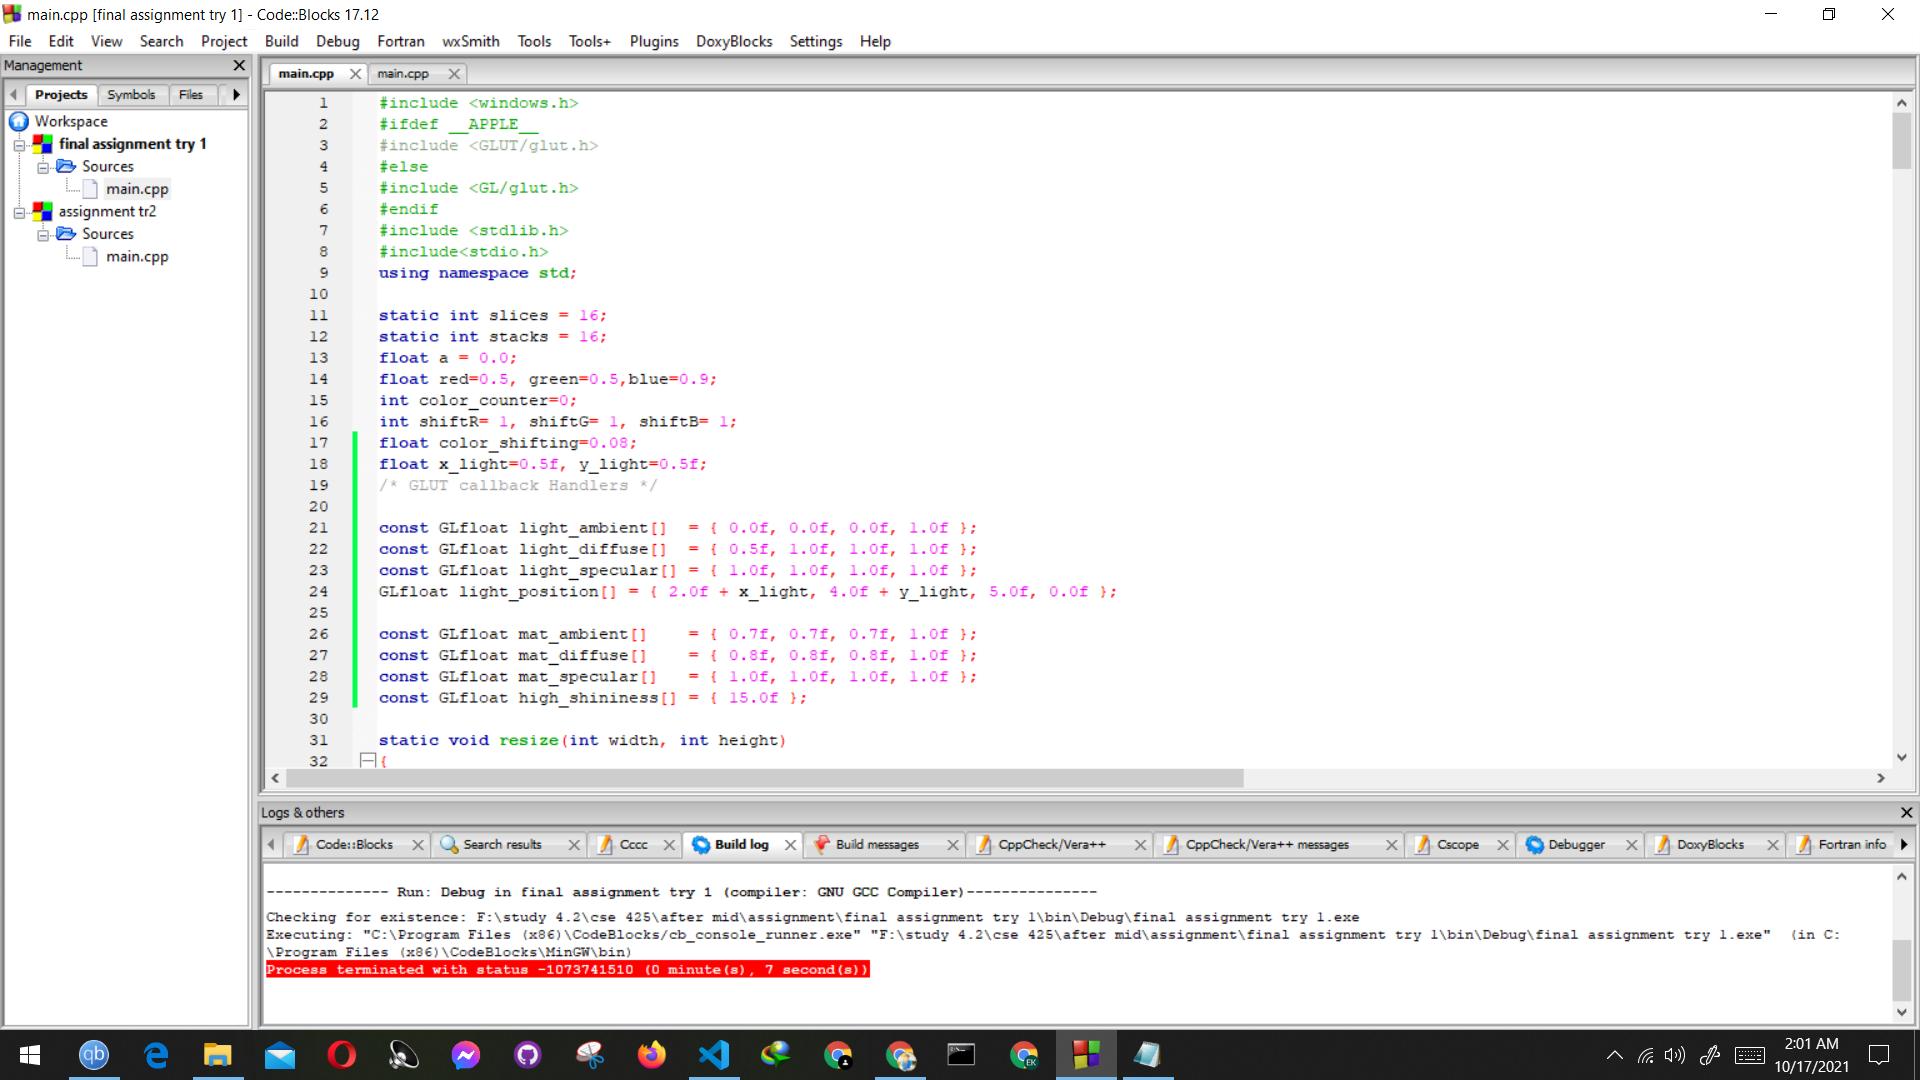 main.cpp [final assignment try 1] - Code::Blocks 17.12
File Edit View Search Project Build Debug Fortran wxSmith Tools Tools+ Plugins DoxyBlocks Settings Help
Management
Projects Symbols Files
Workspace
final assignment try 1
Sources
main.cpp
assignment tr2
Sources
main.cpp
main.cpp main.cpp
1 #include <windows.h>
2 #ifdef __APPLE__
3 #include <GLUT/glut.h>
4 #else
5 #include <GL/glut.h>
6 #endif
7 #include <stdlib.h>
8 #include<stdio.h>
9 using namespace std;
10
11 static int slices = 16;
12 static int stacks = 16;
13 float a = 0.0;
14 float red=0.5, green=0.5,blue=0.9;
15 int color_counter=0;
16 int shiftR= 1, shiftG= 1, shiftB= 1;
17 float color_shifting=0.08;
18 float x_light=0.5f, y_light=0.5f;
19 /* GLUT callback Handlers */
20
21 const GLfloat light_ambient[]  = { 0.0f, 0.0f, 0.0f, 1.0f };
22 const GLfloat light_diffuse[]  = { 0.5f, 1.0f, 1.0f, 1.0f };
23 const GLfloat light_specular[] = { 1.0f, 1.0f, 1.0f, 1.0f };
24 GLfloat light_position[] = { 2.0f + x_light, 4.0f + y_light, 5.0f, 0.0f };
25
26 const GLfloat mat_ambient[]    = { 0.7f, 0.7f, 0.7f, 1.0f };
27 const GLfloat mat_diffuse[]    = { 0.8f, 0.8f, 0.8f, 1.0f };
28 const GLfloat mat_specular[]   = { 1.0f, 1.0f, 1.0f, 1.0f };
29 const GLfloat high_shininess[] = { 15.0f };
30
31 static void resize(int width, int height)
32 {
Logs & others
Code::Blocks Search results Cccc Build log Build messages CppCheck/Vera++ CppCheck/Vera++ messages Cscope Debugger DoxyBlocks Fortran info
-------------- Run: Debug in final assignment try 1 (compiler: GNU GCC Compiler)---------------
Checking for existence: F:\study 4.2\cse 425\after mid\assignment\final assignment try 1\bin\Debug\final assignment try 1.exe
Executing: "C:\Program Files (x86)\CodeBlocks/cb_console_runner.exe" "F:\study 4.2\cse 425\after mid\assignment\final assignment try 1\bin\Debug\final assignment try 1.exe"  (in C:
\Program Files (x86)\CodeBlocks\MinGW\bin)
Process terminated with status -1073741510 (0 minute(s), 7 second(s))
qb
EK
2:01 AM
10/17/2021